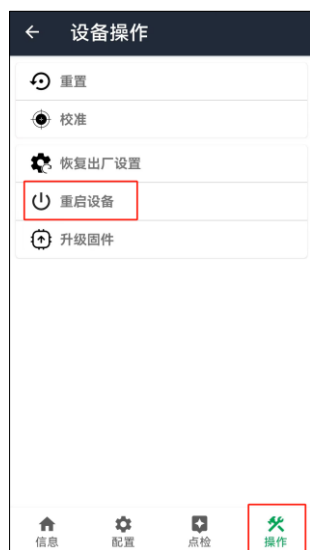 设备操作
重置
校准
恢复出厂设置
重启设备
升级固件
信息 配置 点检 操作